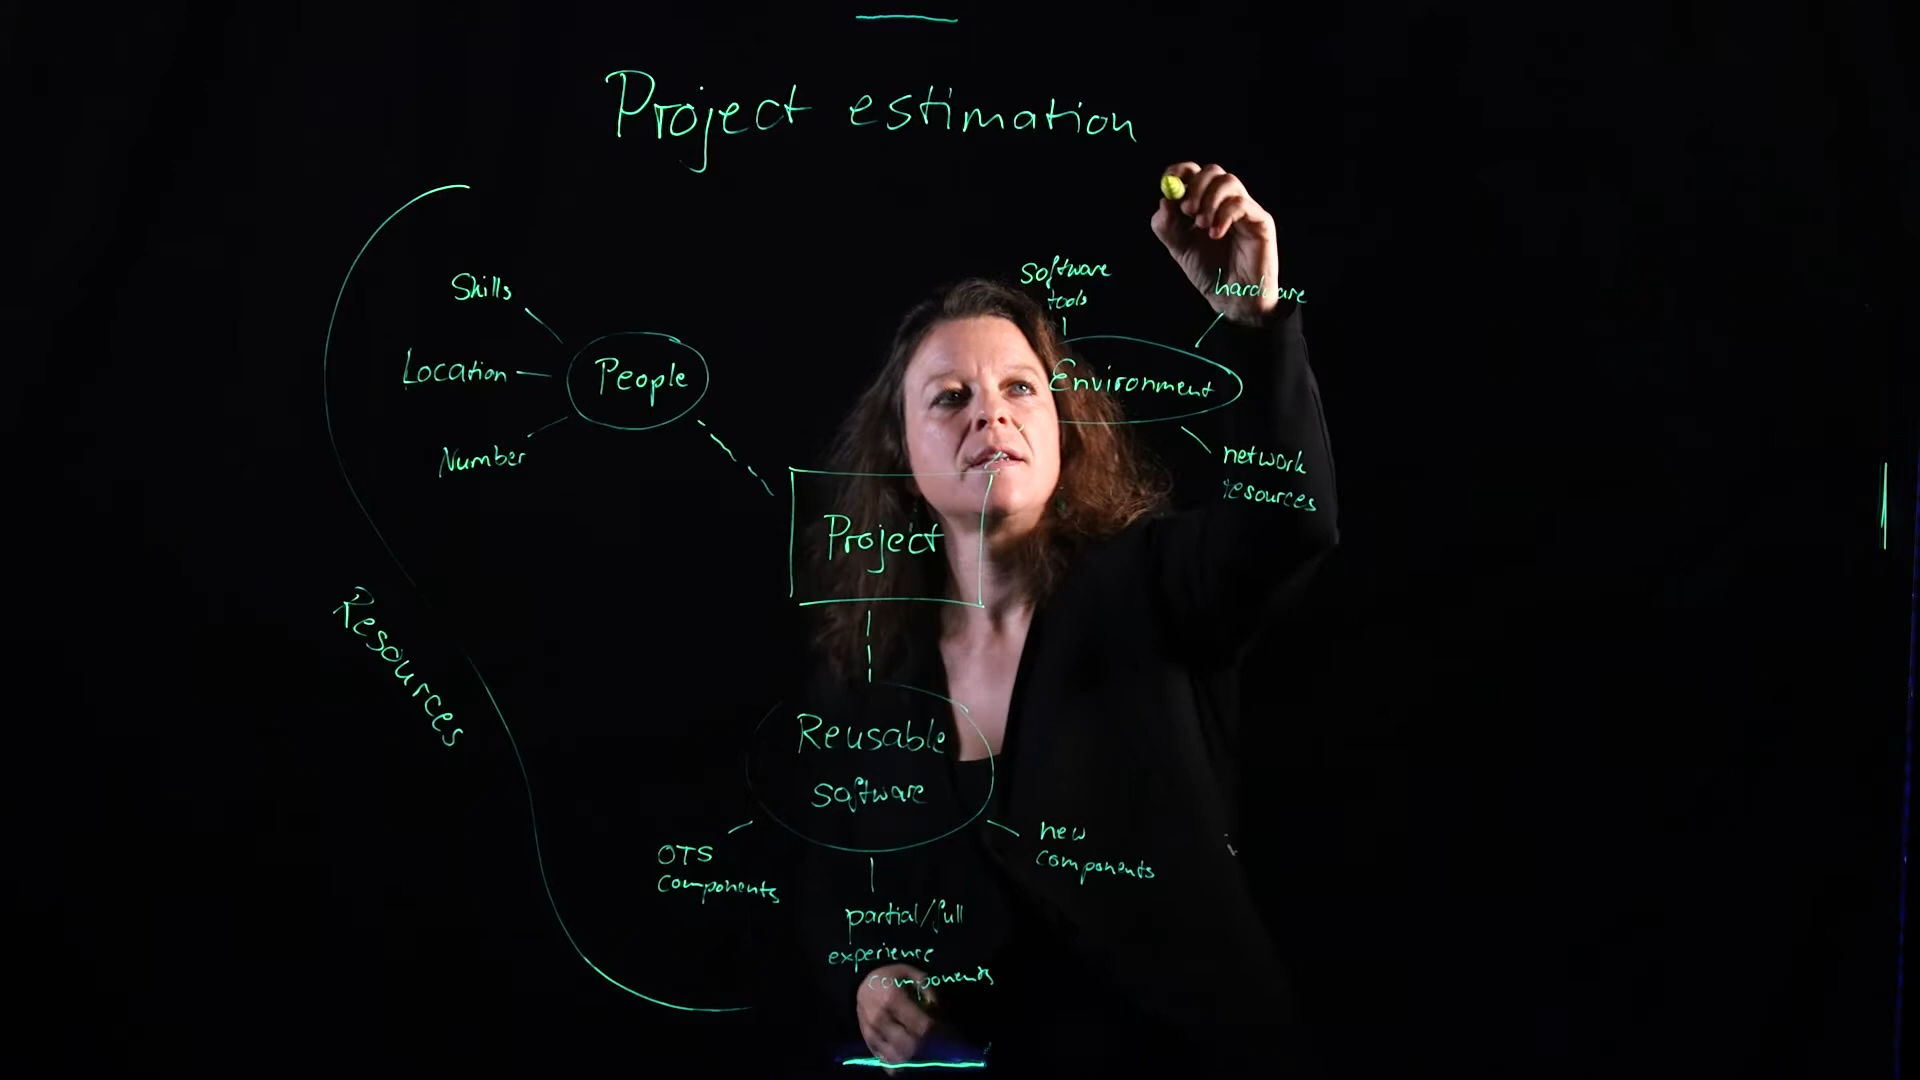 Project estimation
Skills
Location
Number
People
Software
tools
hardware
Environment
network
resources
Project
Resources
Reusable
software
OTS
components
partial/full
experience
components
new
components